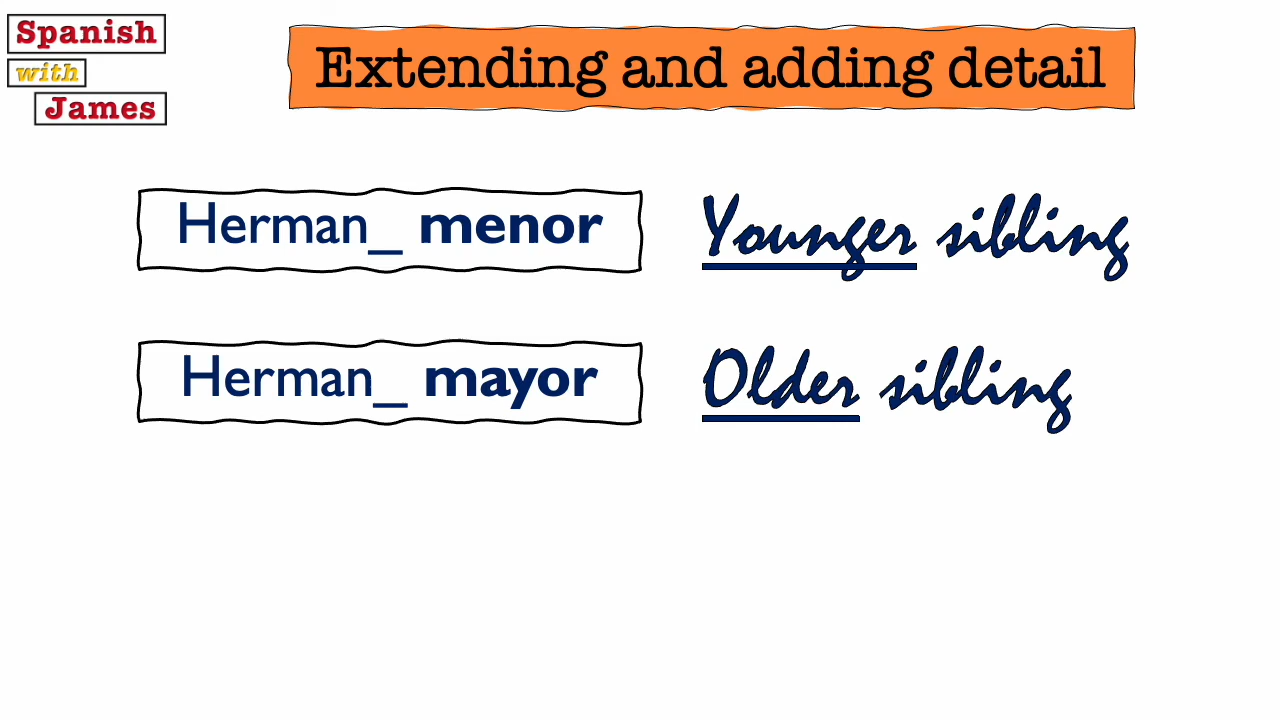 Spanish
with
James
Extending and adding detail
Herman_ menor
Younger sibling
Herman_ mayor
Older sibling